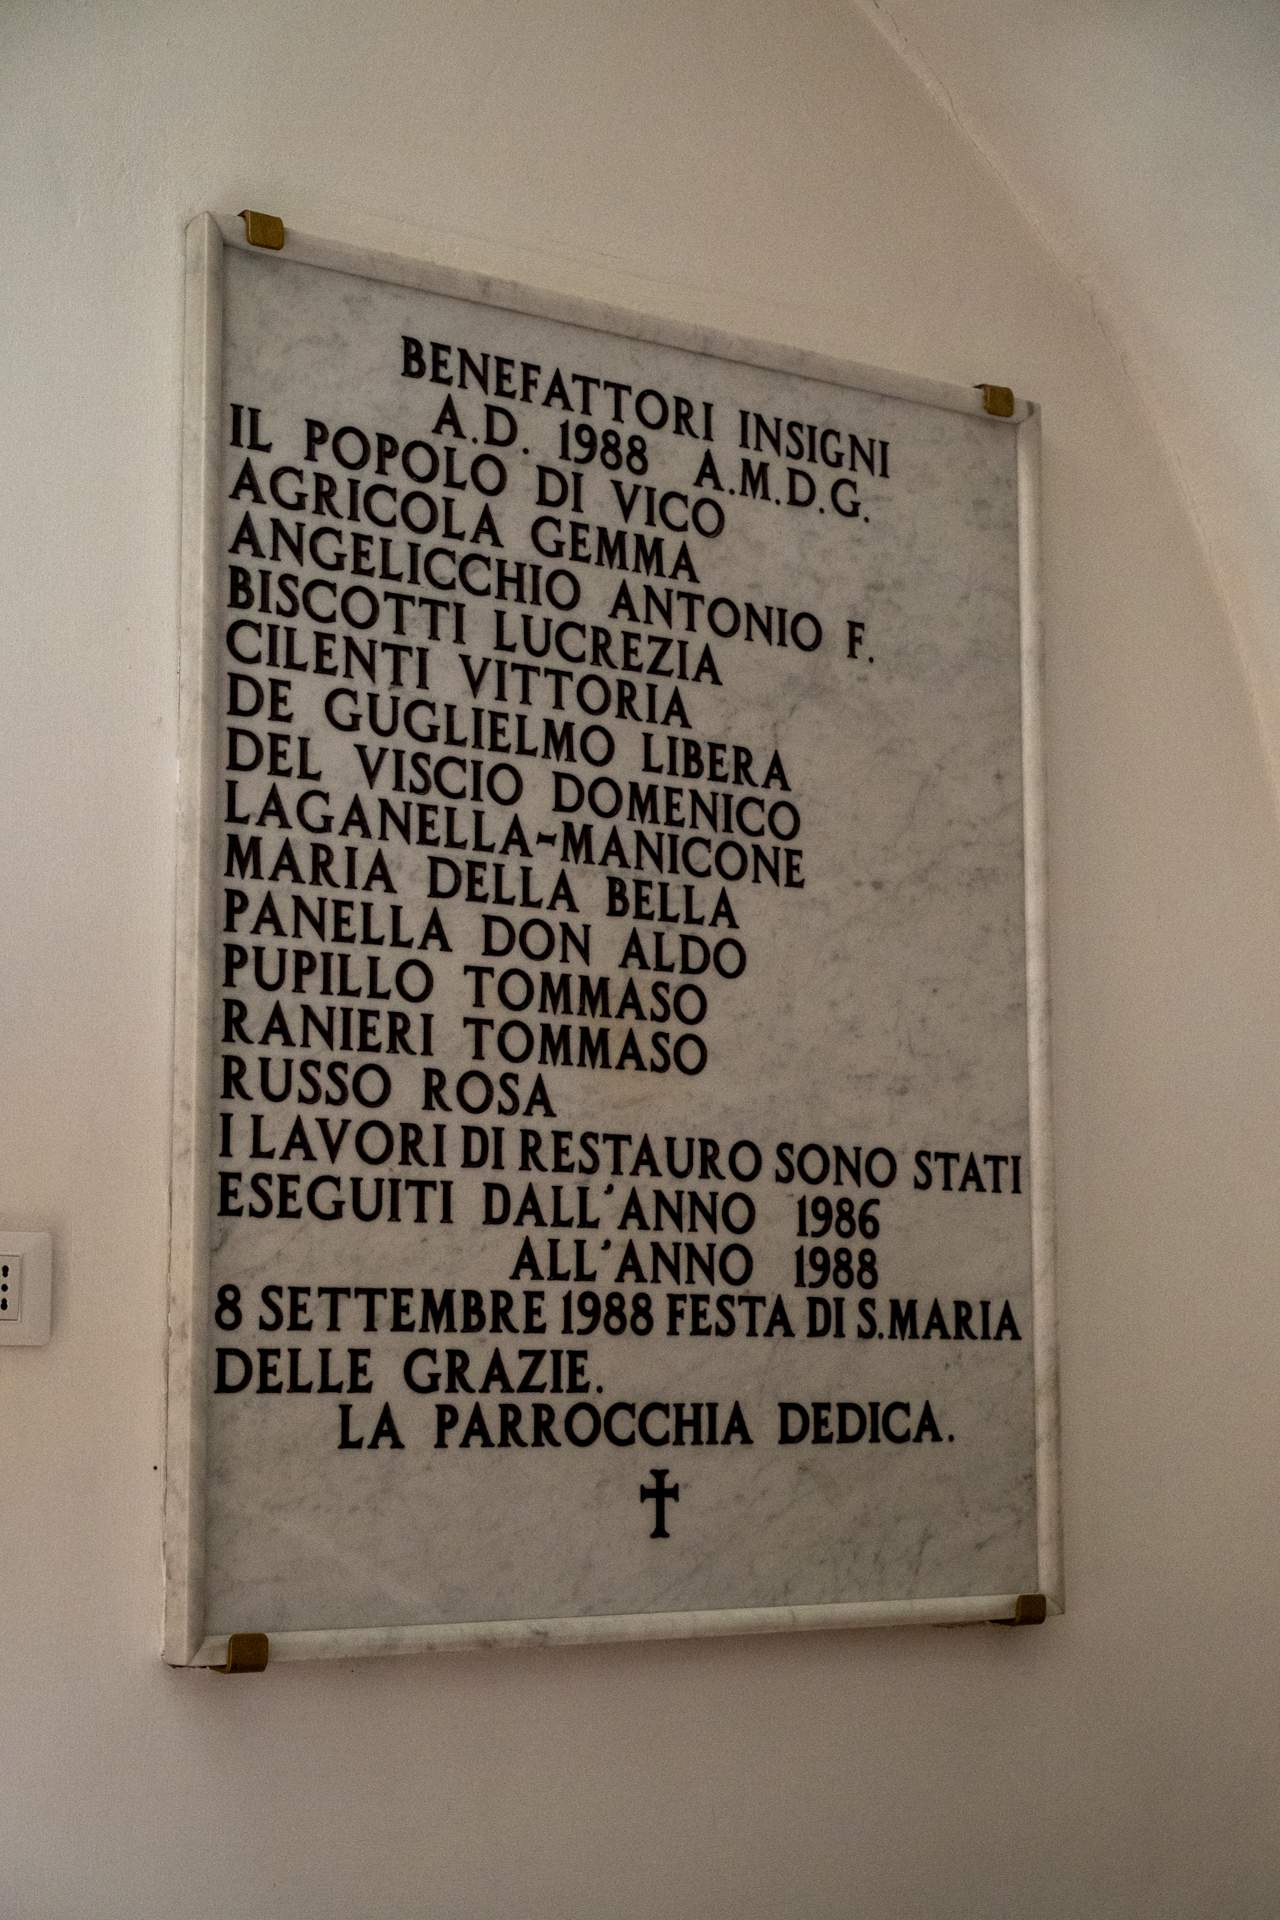 BENEFATTORI INSIGNI
A.D. 1988 A.M.D.G.
IL POPOLO DI VICO
AGRICOLA GEMMA
ANGELICCHIO ANTONIO F.
BISCOTTI LUCREZIA
CILENTI VITTORIA
DE GUGLIELMO LIBERA
DEL VISCIO DOMENICO
LAGANELLA-MANICONE
MARIA DELLA BELLA
PANELLA DON ALDO
PUPILLO TOMMASO
RANIERI TOMMASO
RUSSO ROSA
I LAVORI DI RESTAURO SONO STATI
ESEGUITI DALL'ANNO 1986
ALL'ANNO 1988
8 SETTEMBRE 1988 FESTA DI S.MARIA
DELLE GRAZIE.
LA PARROCCHIA DEDICA.